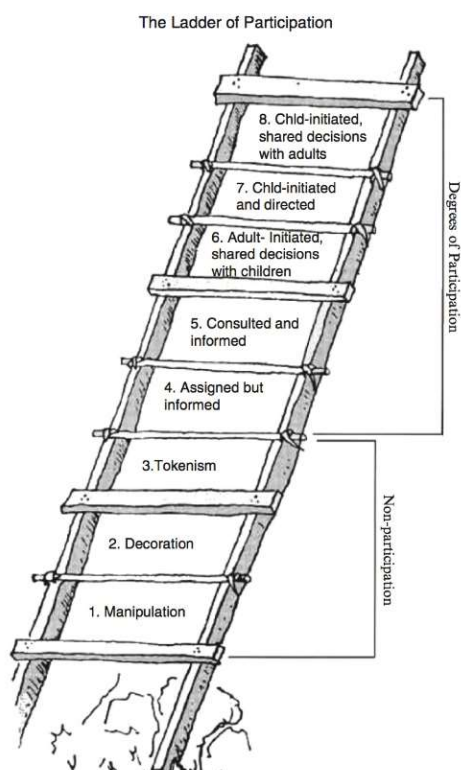 The Ladder of Participation
8. Chld-initiated,
shared decisions
with adults
7. Chld-initiated
and directed
6. Adult- Initiated,
shared decisions
with children
5. Consulted and
informed
4. Assigned but
informed
3.Tokenism
2. Decoration
1. Manipulation
Degrees of Participation
Non-participation